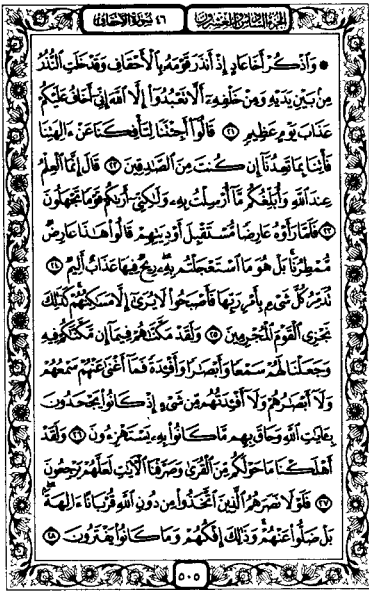 الجزء السادس والعشرون ٤٦ سورة الأحقاف
۞ وَٱذۡكُرۡ أَخَا عَادٍ إِذۡ أَنذَرَ قَوۡمَهُۥ بِٱلۡأَحۡقَافِ وَقَدۡ خَلَتِ ٱلنُّذُرُ
مِنۢ بَيۡنِ يَدَيۡهِ وَمِنۡ خَلۡفِهِۦٓ أَلَّا تَعۡبُدُوٓاْ إِلَّا ٱللَّهَ إِنِّيٓ أَخَافُ عَلَيۡكُمۡ
عَذَابَ يَوۡمٍ عَظِيمٖ ٢١ قَالُوٓاْ أَجِئۡتَنَا لِتَأۡفِكَنَا عَنۡ ءَالِهَتِنَا
فَأۡتِنَا بِمَا تَعِدُنَآ إِن كُنتَ مِنَ ٱلصَّٰدِقِينَ ٢٢ قَالَ إِنَّمَا ٱلۡعِلۡمُ
عِندَ ٱللَّهِ وَأُبَلِّغُكُم مَّآ أُرۡسِلۡتُ بِهِۦ وَلَٰكِنِّيٓ أَرَىٰكُمۡ قَوۡمٗا تَجۡهَلُونَ
٢٣ فَلَمَّا رَأَوۡهُ عَارِضٗا مُّسۡتَقۡبِلَ أَوۡدِيَتِهِمۡ قَالُواْ هَٰذَا عَارِضٞ
مُّمۡطِرُنَاۚ بَلۡ هُوَ مَا ٱسۡتَعۡجَلۡتُم بِهِۦۖ رِيحٞ فِيهَا عَذَابٌ أَلِيمٞ ٢٤
تُدَمِّرُ كُلَّ شَيۡءِۭ بِأَمۡرِ رَبِّهَا فَأَصۡبَحُواْ لَا يُرَىٰٓ إِلَّا مَسَٰكِنُهُمۡۚ كَذَٰلِكَ
نَجۡزِي ٱلۡقَوۡمَ ٱلۡمُجۡرِمِينَ ٢٥ وَلَقَدۡ مَكَّنَّٰهُمۡ فِيمَآ إِن مَّكَّنَّٰكُمۡ فِيهِ
وَجَعَلۡنَا لَهُمۡ سَمۡعٗا وَأَبۡصَٰرٗا وَأَفۡـِٔدَةٗ فَمَآ أَغۡنَىٰ عَنۡهُمۡ سَمۡعُهُمۡ
وَلَآ أَبۡصَٰرُهُمۡ وَلَآ أَفۡـِٔدَتُهُم مِّن شَيۡءٍ إِذۡ كَانُواْ يَجۡحَدُونَ
بِـَٔايَٰتِ ٱللَّهِ وَحَاقَ بِهِم مَّا كَانُواْ بِهِۦ يَسۡتَهۡزِءُونَ ٢٦ وَلَقَدۡ
أَهۡلَكۡنَا مَا حَوۡلَكُم مِّنَ ٱلۡقُرَىٰ وَصَرَّفۡنَا ٱلۡأٓيَٰتِ لَعَلَّهُمۡ يَرۡجِعُونَ
٢٧ فَلَوۡلَا نَصَرَهُمُ ٱلَّذِينَ ٱتَّخَذُواْ مِن دُونِ ٱللَّهِ قُرۡبَانًا ءَالِهَةَۢۖ
بَلۡ ضَلُّواْ عَنۡهُمۡۚ وَذَٰلِكَ إِفۡكُهُمۡ وَمَا كَانُواْ يَفۡتَرُونَ ٢٨
٥٠٥